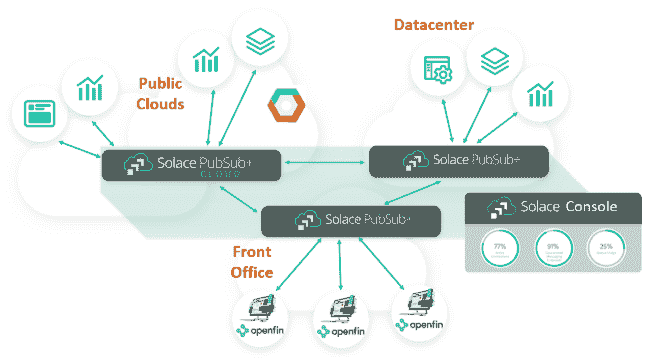 Datacenter
Public
Clouds
Solace PubSub+
CLOUD
Solace PubSub+
Solace PubSub+
Solace Console
77%
91%
25%
Front
Office
openfin
openfin
openfin